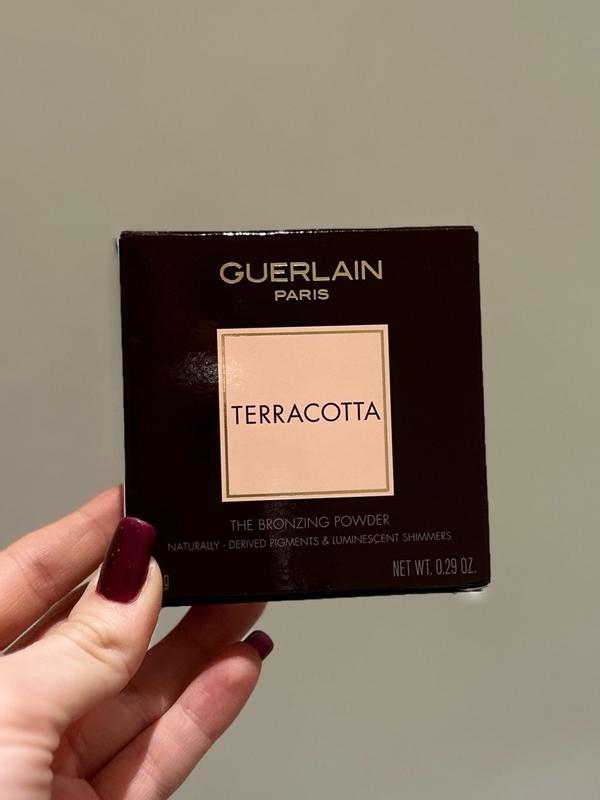 GUERLAIN
PARIS
TERRACOTTA
THE BRONZING POWDER
NATURALLY - DERIVED PIGMENTS & LUMINESCENT SHIMMERS
NET WT. 0.29 OZ.